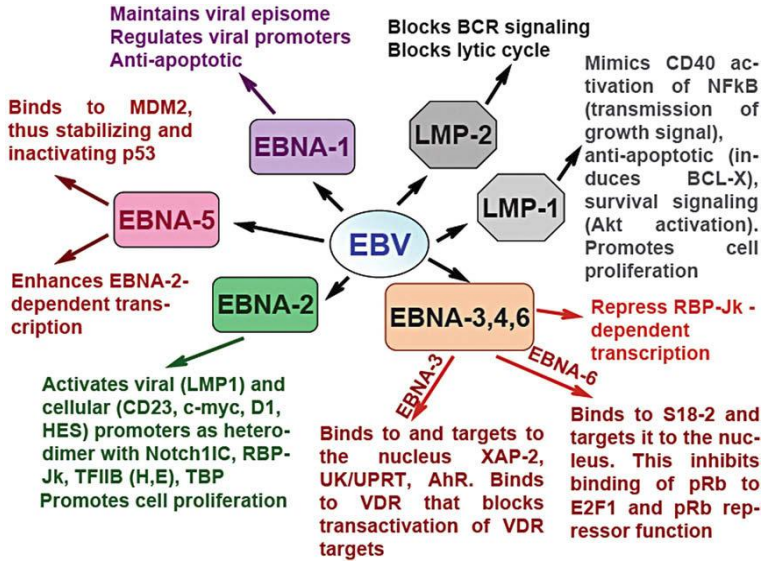 Maintains viral episome
Regulates viral promoters
Anti-apoptotic
Blocks BCR signaling
Blocks lytic cycle
Mimics CD40 ac-
tivation of NFkB
(transmission of
growth signal),
anti-apoptotic (in-
duces BCL-X),
survival signaling
(Akt activation).
Promotes cell
proliferation
Binds to MDM2,
thus stabilizing and
inactivating p53
EBNA-1
LMP-2
LMP-1
EBNA-5
EBV
Enhances EBNA-2-
dependent trans-
cription
EBNA-2
EBNA-3,4,6
Repress RBP-Jk -
dependent
transcription
EBNA-3
EBNA-6
Activates viral (LMP1) and
cellular (CD23, c-myc, D1,
HES) promoters as hetero-
dimer with Notch1IC, RBP-
Jk, TFIIB (H,E), TBP
Promotes cell proliferation
Binds to and targets to
the nucleus XAP-2,
UK/UPRT, AhR. Binds
to VDR that blocks
transactivation of VDR
targets
Binds to S18-2 and
targets it to the nuc-
leus. This inhibits
binding of pRb to
E2F1 and pRb rep-
ressor function